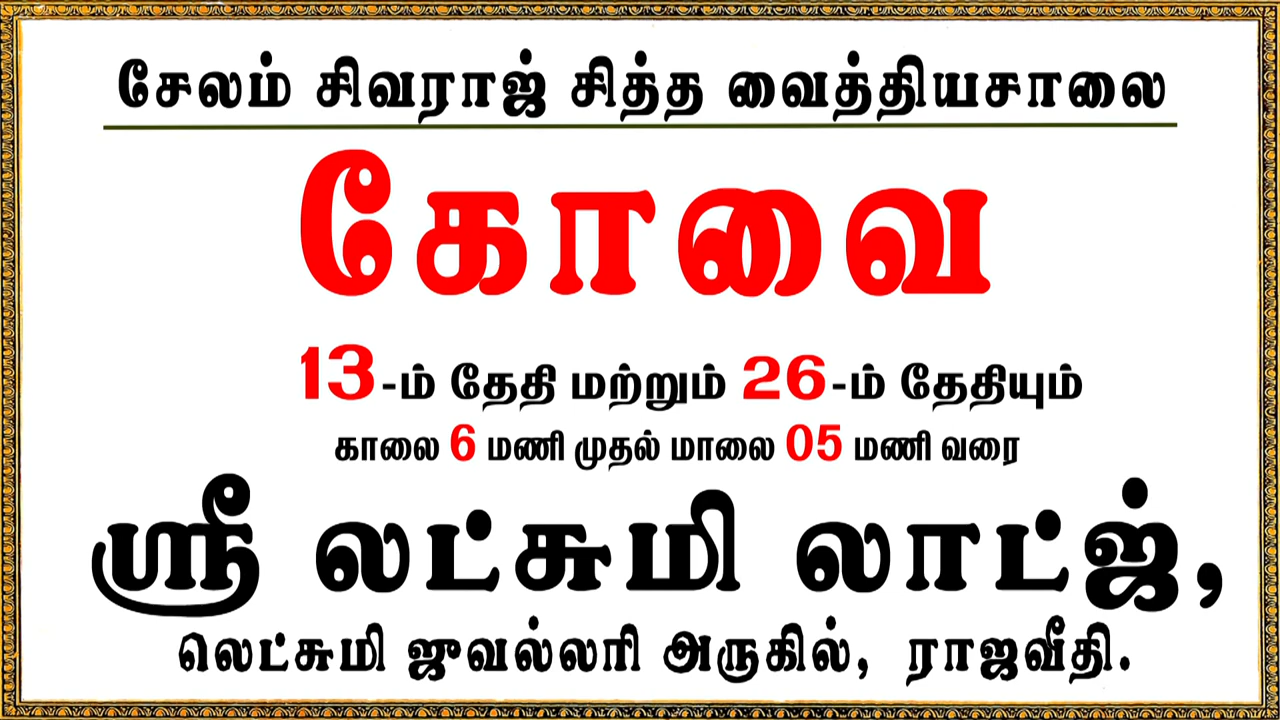 சேலம் சிவராஜ் சித்த வைத்தியசாலை
கோவை
13-ம் தேதி மற்றும் 26-ம் தேதியும்
காலை 6 மணி முதல் மாலை 05 மணி வரை
ஸ்ரீ லட்சுமி லாட்ஜ்,
லெட்சுமி ஜுவல்லரி அருகில், ராஜவீதி.